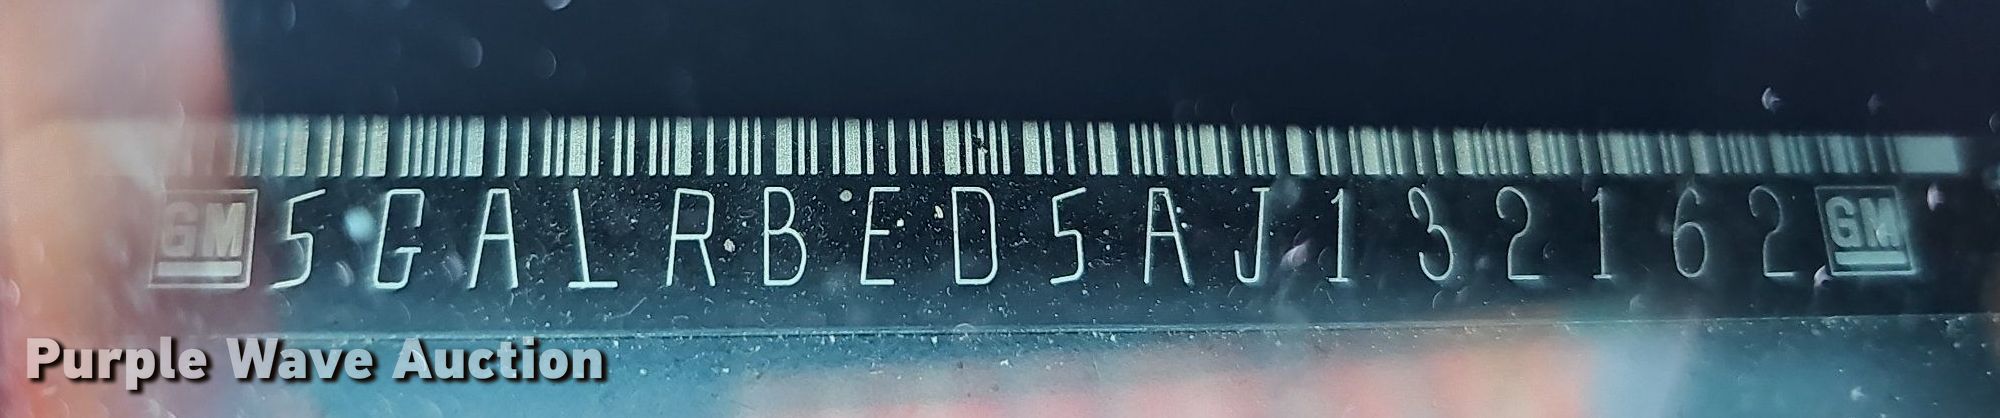 GM 5GALRBED5AJ132162 GM
Purple Wave Auction